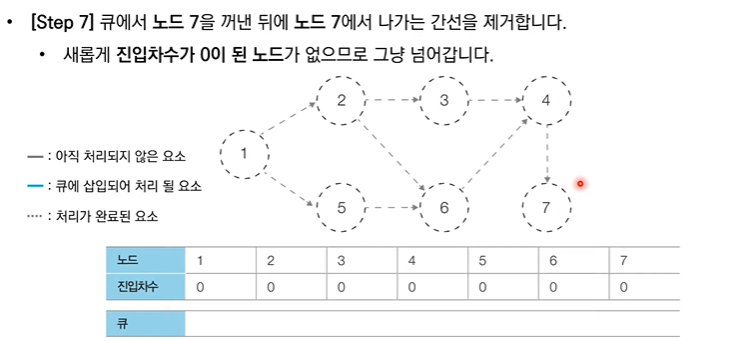 • [Step 7] 큐에서 노드 7을 꺼낸 뒤에 노드 7에서 나가는 간선을 제거합니다.
• 새롭게 진입차수가 0이 된 노드가 없으므로 그냥 넘어갑니다.
2 3 4
1
5 6 7
: 아직 처리되지 않은 요소
: 큐에 삽입되어 처리 될 요소
: 처리가 완료된 요소
노드 1 2 3 4 5 6 7
진입차수 0 0 0 0 0 0 0
큐